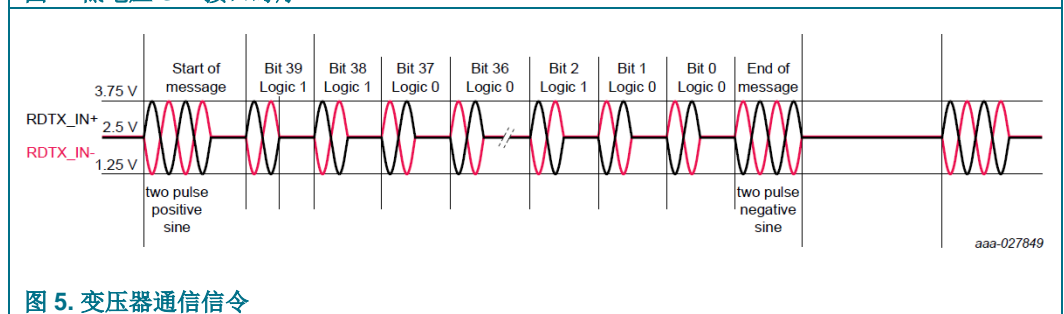 Start of message
Bit 39 Logic 1
Bit 38 Logic 1
Bit 37 Logic 0
Bit 36 Logic 0
Bit 2 Logic 1
Bit 1 Logic 0
Bit 0 Logic 0
End of message
3.75 V
RDTX_IN+
2.5 V
RDTX_IN-
1.25 V
two pulse positive sine
two pulse negative sine
aaa-027849
图 5. 变压器通信信令